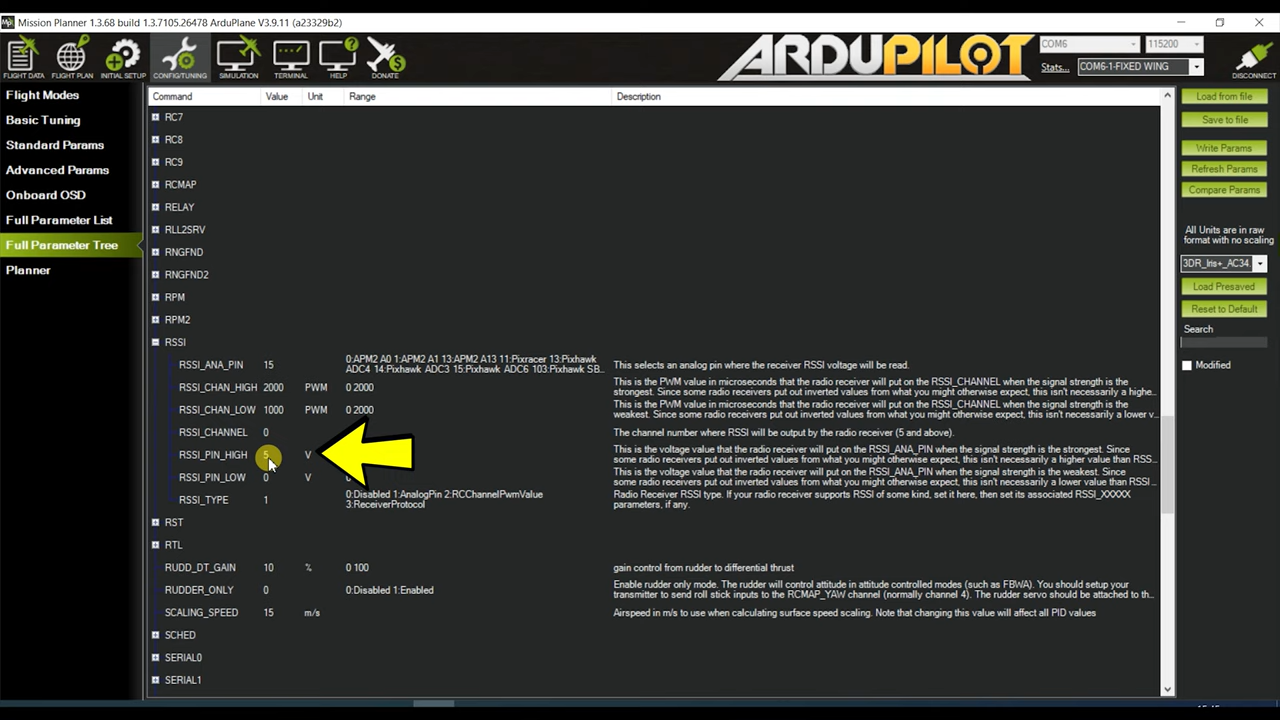 Mission Planner 1.3.68 build 1.3.7105.26478 ArduPlane V3.9.11 (a23329b2)
FLIGHT DATA FLIGHT PLAN INITIAL SETUP CONFIG/TUNING SIMULATION TERMINAL HELP DONATE
ARDUPILOT
COM6 115200
Stats... COM6-1-FIXED WING
DISCONNECT
Flight Modes
Basic Tuning
Standard Params
Advanced Params
Onboard OSD
Full Parameter List
Full Parameter Tree
Planner
Command Value Unit Range Description
RC7
RC8
RC9
RCMAP
RELAY
RLL2SRV
RNGFND
RNGFND2
RPM
RPM2
RSSI
RSSI_ANA_PIN 15 0:APM2 A0 1:APM2 A1 13:APM2 A13 11:Pixracer 13:Pixhawk
ADC4 14:Pixhawk ADC3 15:Pixhawk ADC6 103:Pixhawk SB... This selects an analog pin where the receiver RSSI voltage will be read.
RSSI_CHAN_HIGH 2000 PWM 0 2000 This is the PWM value in microseconds that the radio receiver will put on the RSSI_CHANNEL when the signal strength is the
strongest. Since some radio receivers put out inverted values from what you might otherwise expect, this isn't necessarily a highe...
RSSI_CHAN_LOW 1000 PWM 0 2000 This is the PWM value in microseconds that the radio receiver will put on the RSSI_CHANNEL when the signal strength is the
weakest. Since some radio receivers put out inverted values from what you might otherwise expect, this isn't necessarily a lower v...
RSSI_CHANNEL 0 The channel number where RSSI will be output by the radio receiver (5 and above).
RSSI_PIN_HIGH 5 V This is the voltage value that the radio receiver will put on the RSSI_ANA_PIN when the signal strength is the strongest. Since
some radio receivers put out inverted values from what you might otherwise expect, this isn't necessarily a higher value than RSS...
RSSI_PIN_LOW 0 V This is the voltage value that the radio receiver will put on the RSSI_ANA_PIN when the signal strength is the weakest. Since
some radio receivers put out inverted values from what you might otherwise expect, this isn't necessarily a lower value than RSSI ...
RSSI_TYPE 1 0:Disabled 1:AnalogPin 2:RCChannelPwmValue
3:ReceiverProtocol Radio Receiver RSSI type. If your radio receiver supports RSSI of some kind, set it here, then set its associated RSSI_XXXXX
parameters, if any.
RST
RTL
RUDD_DT_GAIN 10 % 0 100 gain control from rudder to differential thrust
RUDDER_ONLY 0 0:Disabled 1:Enabled Enable rudder only mode. The rudder will control attitude in attitude controlled modes (such as FBWA). You should setup your
transmitter to send roll stick inputs to the RCMAP_YAW channel (normally channel 4). The rudder servo should be attached to th...
SCALING_SPEED 15 m/s Airspeed in m/s to use when calculating surface speed scaling. Note that changing this value will affect all PID values
SCHED
SERIAL0
SERIAL1
Load from file
Save to file
Write Params
Refresh Params
Compare Params
All Units are in raw
format with no scaling
3DR_Iris+_AC34
Load Presaved
Reset to Default
Search
Modified